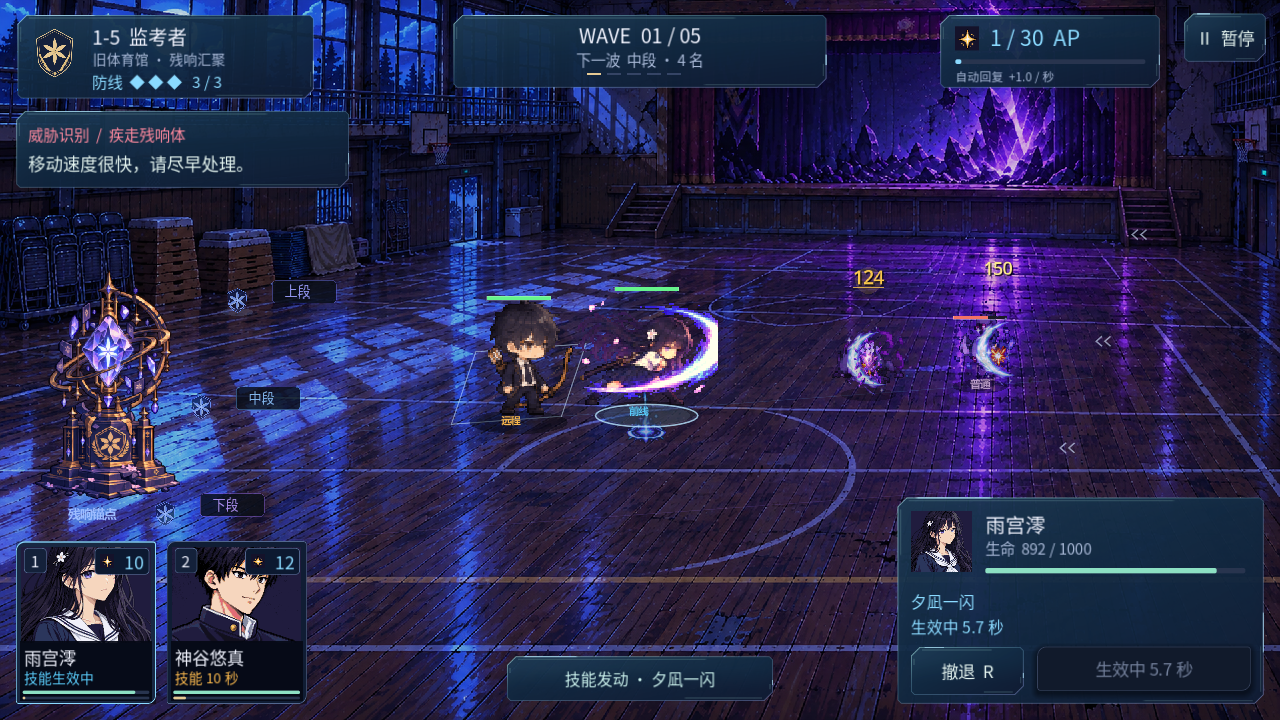 1-5 监考者
旧体育馆 · 残响汇聚
防线 3 / 3
WAVE 01 / 05
下一波 中段 · 4 名
1 / 30 AP
自动回复 +1.0 / 秒
暂停
威胁识别 / 疾走残响体
移动速度很快，请尽早处理。
上段
中段
下段
残响锚点
远程
前线
124
150
普通
1
10
雨宫澪
技能生效中
2
12
神谷悠真
技能 10 秒
技能发动 · 夕凪一闪
雨宫澪
生命 892 / 1000
夕凪一闪
生效中 5.7 秒
撤退 R
生效中 5.7 秒